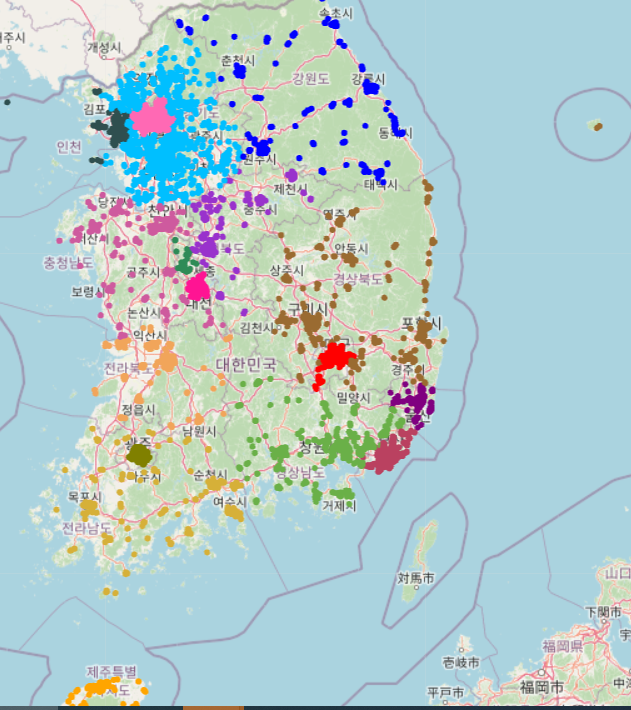 속초시
개성시
춘천시
강원도
강릉시
김포
인천
원주시
동해시
제천시
태백시
당진시
천안시
충주시
영주시
서산시
안동시
충청남도
공주시
세종
상주시
경상북도
보령시
대전
논산시
구미시
김천시
포항시
익산시
대한민국
경주시
전라북도
밀양시
정읍시
남원시
광주
창원
순천시
경상남도
목포시
여수시
거제시
전라남도
対馬市
山口
下関市
福岡県
壱岐市
제주특별
福岡市
平戸市